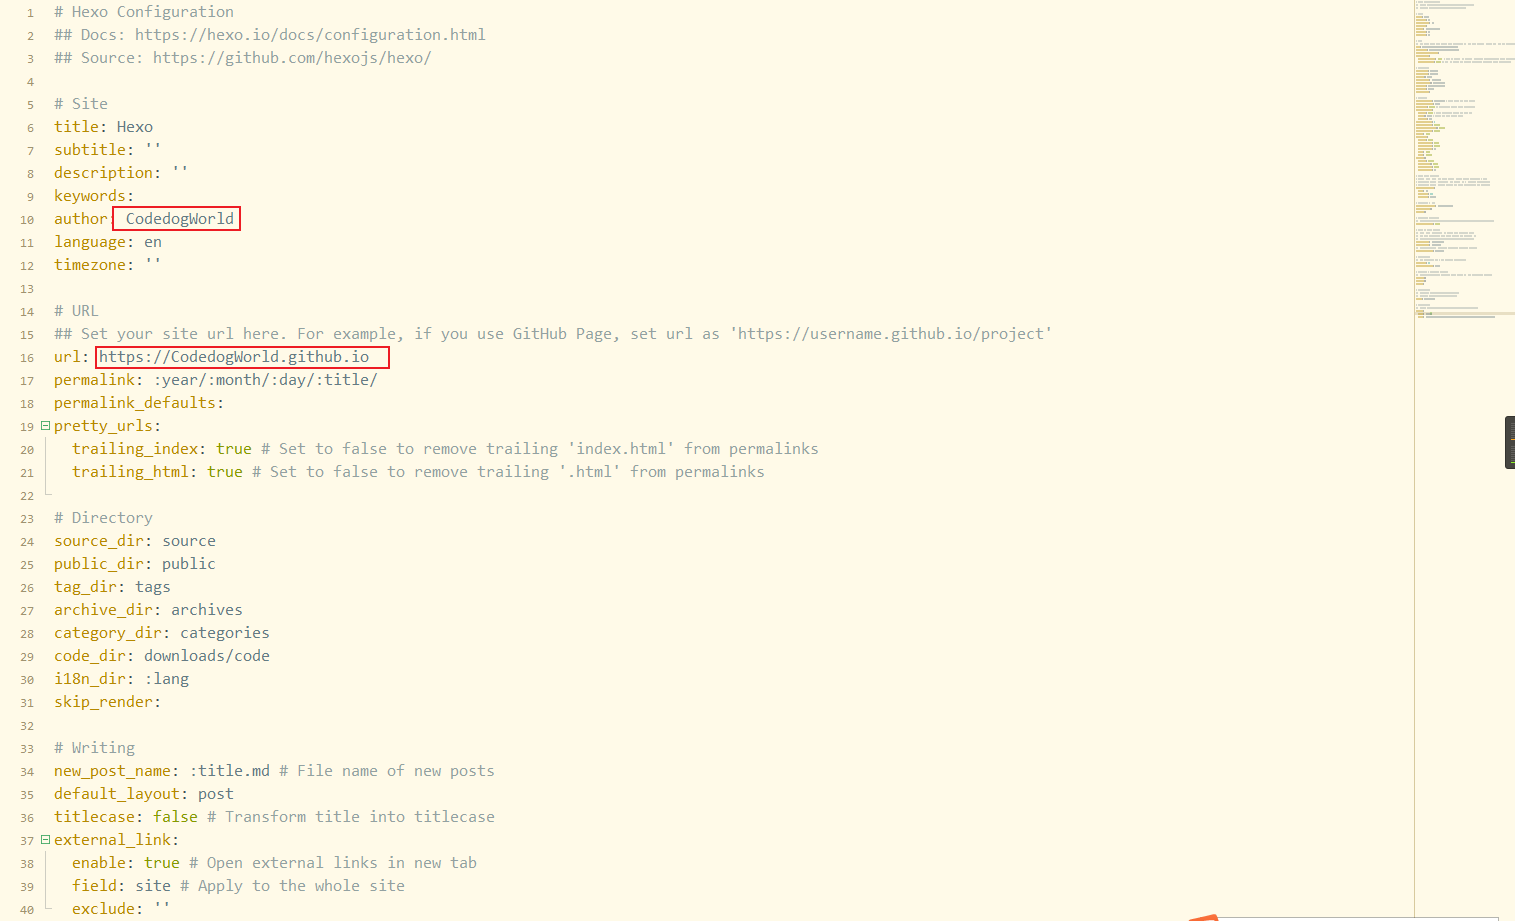 1 # Hexo Configuration
2 ## Docs: https://hexo.io/docs/configuration.html
3 ## Source: https://github.com/hexojs/hexo/
4
5 # Site
6 title: Hexo
7 subtitle: ''
8 description: ''
9 keywords:
10 author: CodedogWorld
11 language: en
12 timezone: ''
13
14 # URL
15 ## Set your site url here. For example, if you use GitHub Page, set url as 'https://username.github.io/project'
16 url: https://CodedogWorld.github.io
17 permalink: :year/:month/:day/:title/
18 permalink_defaults:
19 pretty_urls:
20 trailing_index: true # Set to false to remove trailing 'index.html' from permalinks
21 trailing_html: true # Set to false to remove trailing '.html' from permalinks
22
23 # Directory
24 source_dir: source
25 public_dir: public
26 tag_dir: tags
27 archive_dir: archives
28 category_dir: categories
29 code_dir: downloads/code
30 i18n_dir: :lang
31 skip_render:
32
33 # Writing
34 new_post_name: :title.md # File name of new posts
35 default_layout: post
36 titlecase: false # Transform title into titlecase
37 external_link:
38 enable: true # Open external links in new tab
39 field: site # Apply to the whole site
40 exclude: ''